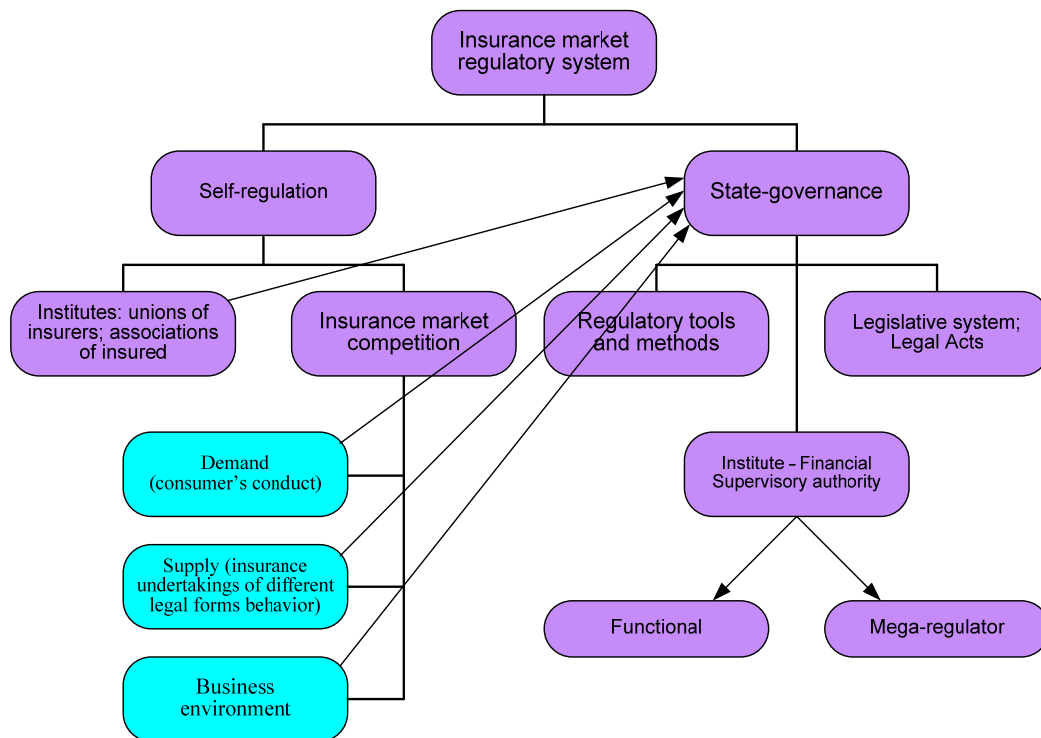 Insurance market
regulatory system
Self-regulation
State-governance
Institutes: unions of
insurers; associations
of insured
Insurance market
competition
Regulatory tools
and methods
Legislative system;
Legal Acts
Demand
(consumer’s conduct)
Institute - Financial
Supervisory authority
Supply (insurance
undertakings of different
legal forms behavior)
Functional
Mega-regulator
Business
environment